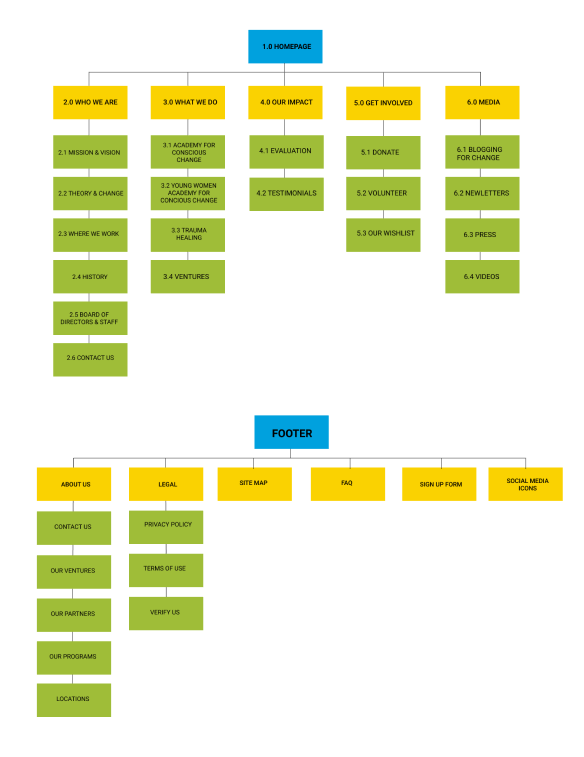 1.0 HOMEPAGE
2.0 WHO WE ARE
3.0 WHAT WE DO
4.0 OUR IMPACT
5.0 GET INVOLVED
6.0 MEDIA
2.1 MISSION & VISION
2.2 THEORY & CHANGE
2.3 WHERE WE WORK
2.4 HISTORY
2.5 BOARD OF
DIRECTORS & STAFF
2.6 CONTACT US
3.1 ACADEMY FOR
CONSCIOUS
CHANGE
3.2 YOUNG WOMEN
ACADEMY FOR
CONCIOUS CHANGE
3.3 TRAUMA
HEALING
3.4 VENTURES
4.1 EVALUATION
4.2 TESTIMONIALS
5.1 DONATE
5.2 VOLUNTEER
5.3 OUR WISHLIST
6.1 BLOGGING
FOR CHANGE
6.2 NEWLETTERS
6.3 PRESS
6.4 VIDEOS
FOOTER
ABOUT US
LEGAL
SITE MAP
FAQ
SIGN UP FORM
SOCIAL MEDIA
ICONS
CONTACT US
OUR VENTURES
OUR PARTNERS
OUR PROGRAMS
LOCATIONS
PRIVACY POLICY
TERMS OF USE
VERIFY US